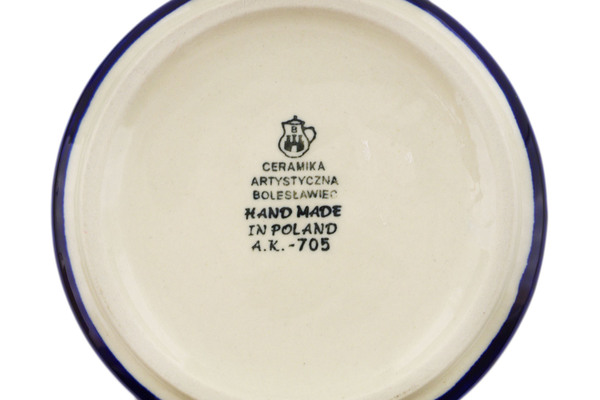 B
CERAMIKA
ARTYSTYCZNA
BOLESŁAWIEC
HAND MADE
IN POLAND
A.K.-705